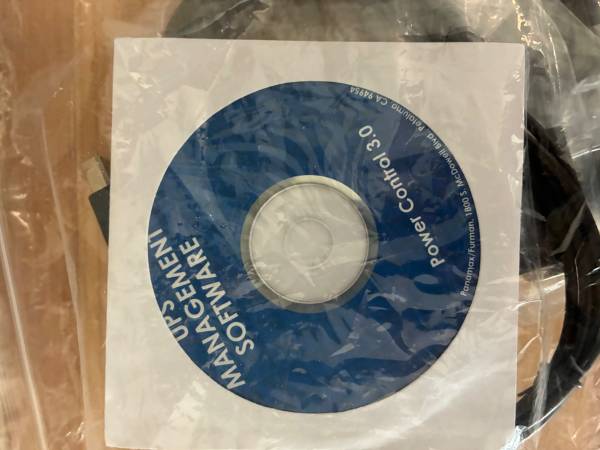 UPS
MANAGEMENT
SOFTWARE
Power Control 3.0
Panamax/Furman, 1800 S. McDowell Blvd. Petaluma, CA 94954